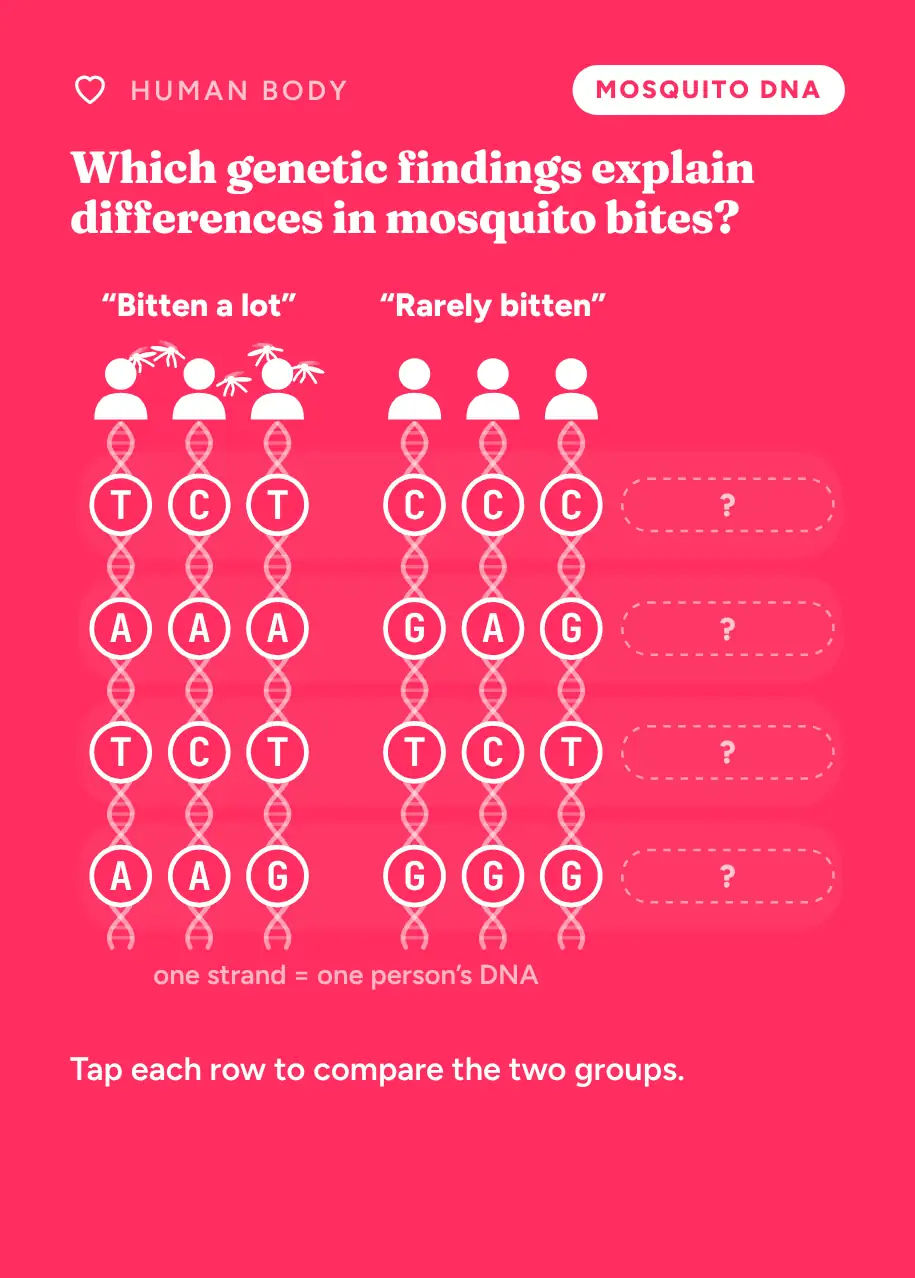 HUMAN BODY
MOSQUITO DNA
Which genetic findings explain
differences in mosquito bites?
“Bitten a lot” “Rarely bitten”
T C T C C C ?
A A A G A G ?
T C T T C T ?
A A G G G G ?
one strand = one person’s DNA
Tap each row to compare the two groups.